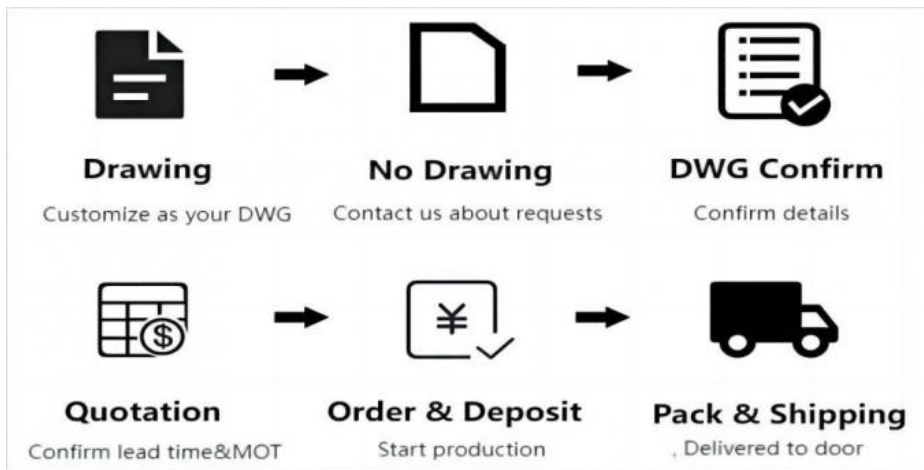 Drawing
No Drawing
DWG Confirm
Customize as your DWG
Contact us about requests
Confirm details
$
¥
Quotation
Order & Deposit
Pack & Shipping
Confirm lead time&MOT
Start production
, Delivered to door